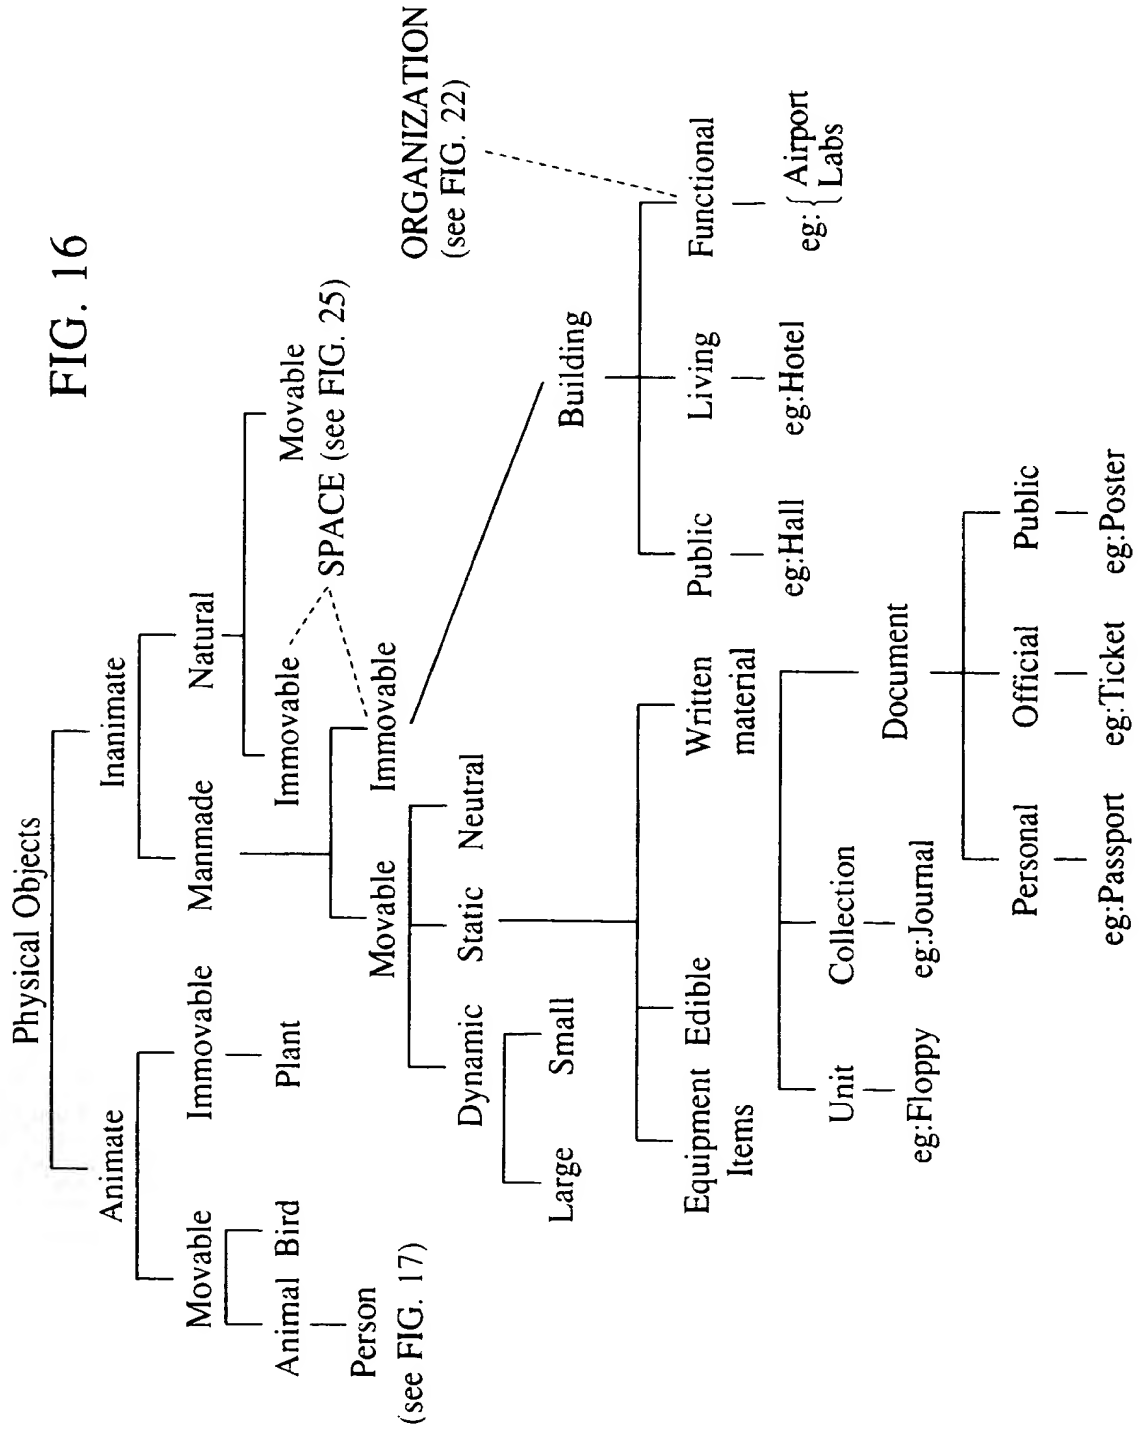 FIG. 16
Physical Objects
Animate
Inanimate
Movable
Immovable
Manmade
Natural
Animal
Bird
Plant
Immovable
Movable
SPACE (see FIG. 25)
Person
(see FIG. 17)
Movable
Immovable
ORGANIZATION
(see FIG. 22)
Dynamic
Static
Neutral
Large
Small
Building
Equipment
Items
Edible
Written
material
Public
Living
Functional
eg:Hall
eg:Hotel
eg: { Airport
Labs
Unit
Collection
Document
eg:Floppy
eg:Journal
Personal
Official
Public
eg:Passport
eg:Ticket
eg:Poster